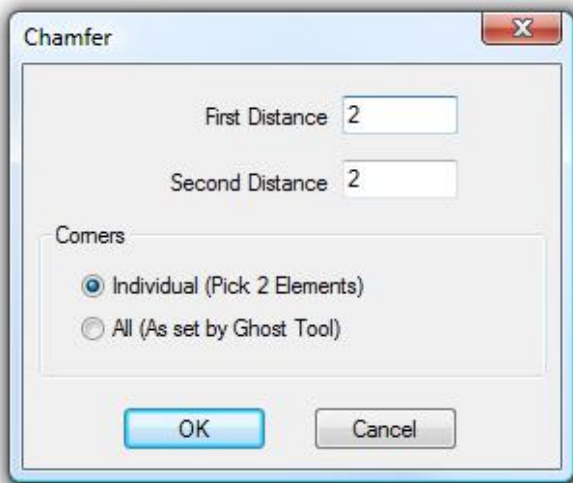 Chamfer
First Distance 2
Second Distance 2
Corners
Individual (Pick 2 Elements)
All (As set by Ghost Tool)
OK Cancel